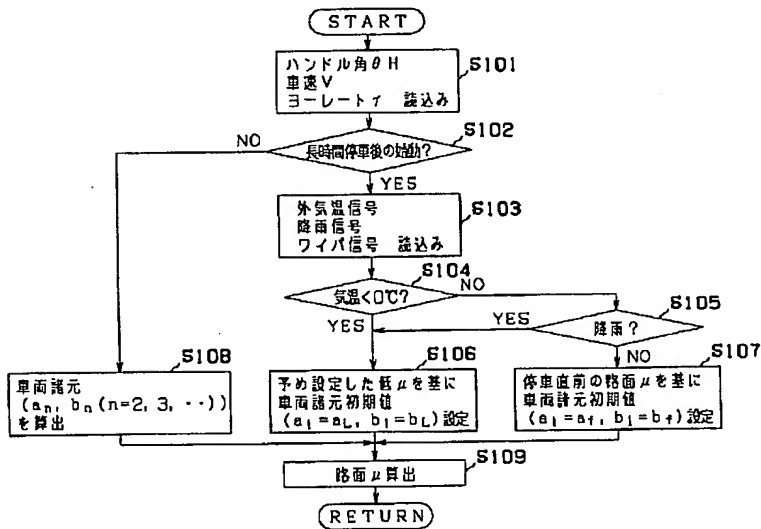 START
ハンドル角θH
車速V
ヨーレートγ 読込み
S101
S102
長時間停車後の始動?
NO
YES
外気温信号
降雨信号
ワイパ信号 読込み
S103
S104
気温<0℃?
NO
YES
S105
降雨?
YES
NO
S108
車両諸元
(an, bn(n=2, 3, ‥))
を算出
S106
予め設定した低μを基に
車両諸元初期値
(a1=aL, b1=bL)設定
S107
停車直前の路面μを基に
車両諸元初期値
(a1=af, b1=bf)設定
S109
路面μ算出
RETURN